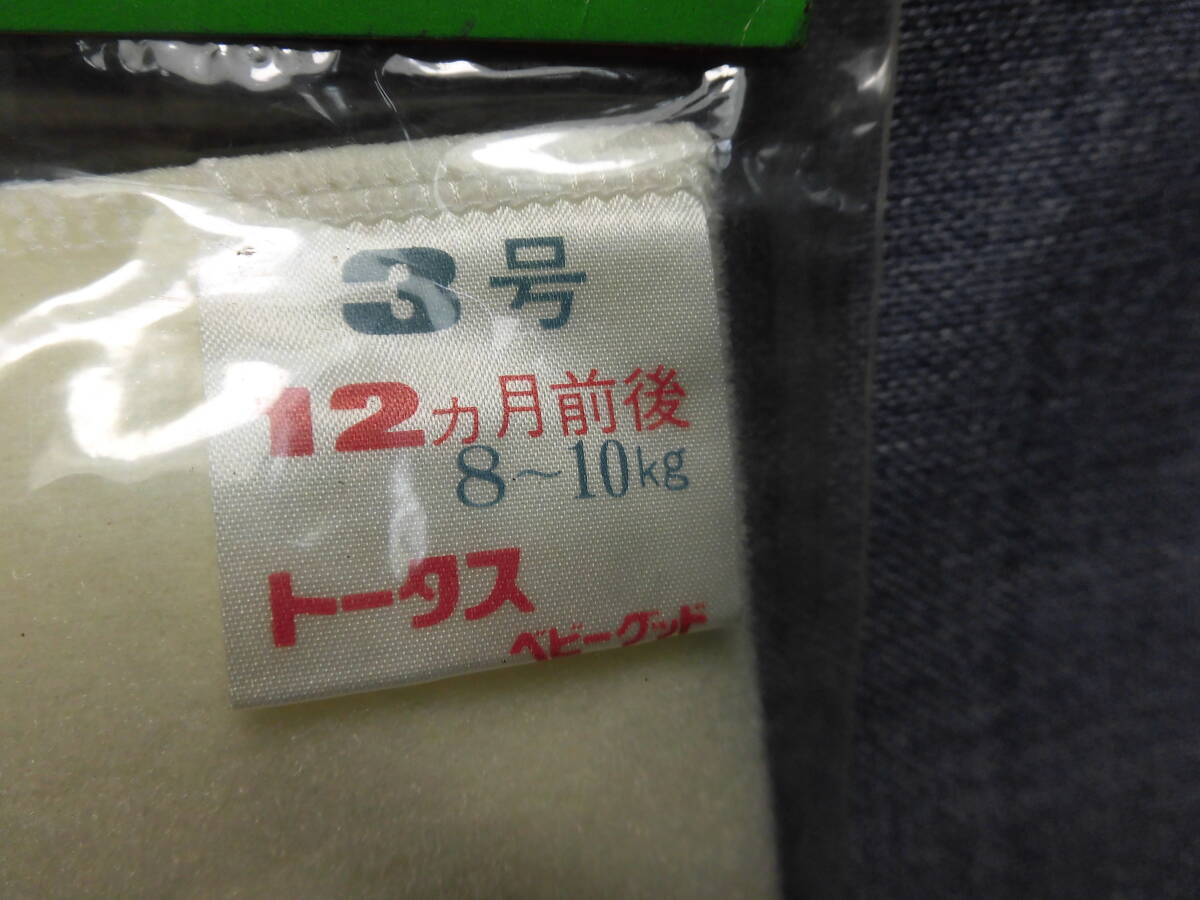 3号
12ヵ月前後
8~10kg
トータス
ベビーグッド